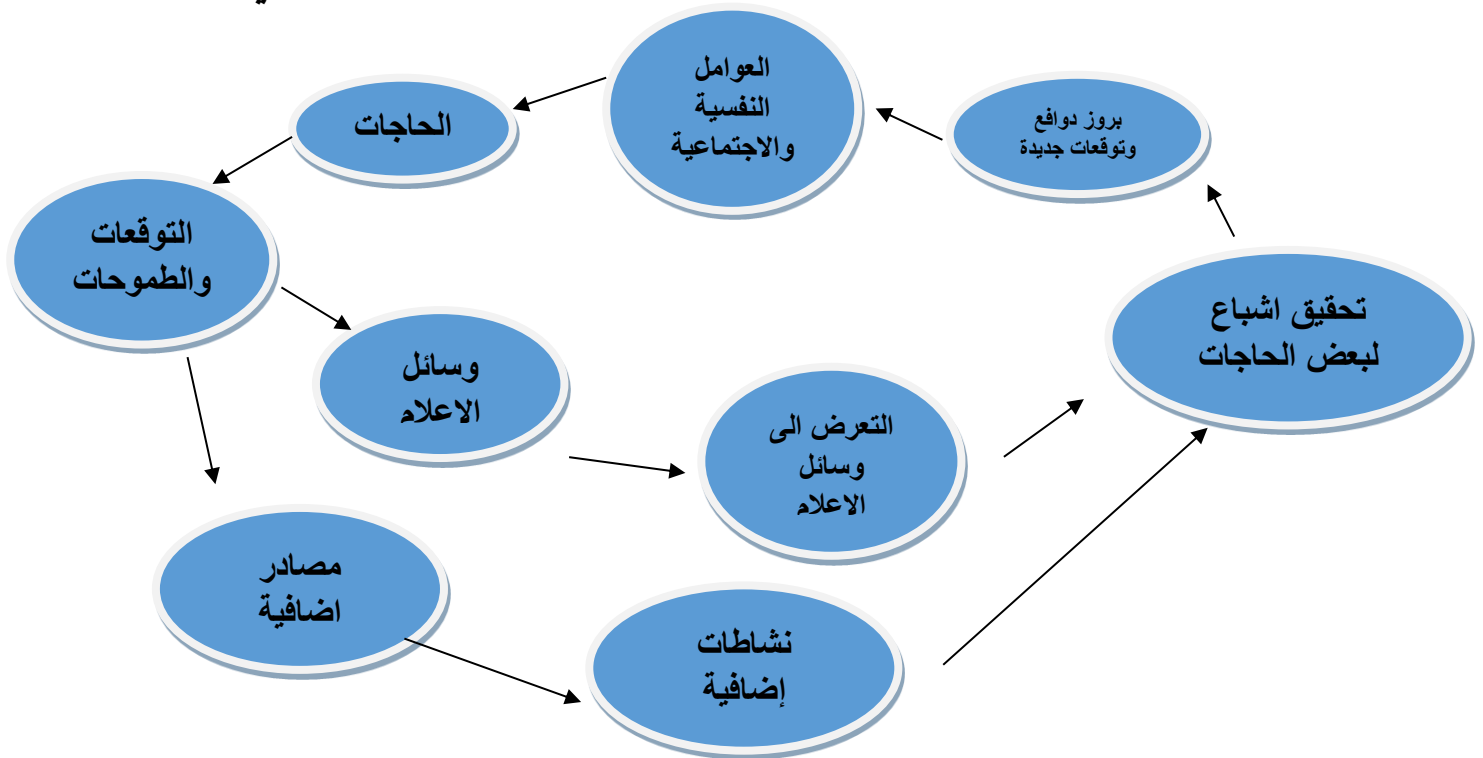 العوامل
النفسية
والاجتماعية
بروز دوافع
وتوقعات جديدة
الحاجات
التوقعات
والطموحات
تحقيق اشباع
لبعض الحاجات
وسائل
الاعلام
التعرض الى
وسائل
الاعلام
مصادر
اضافية
نشاطات
إضافية